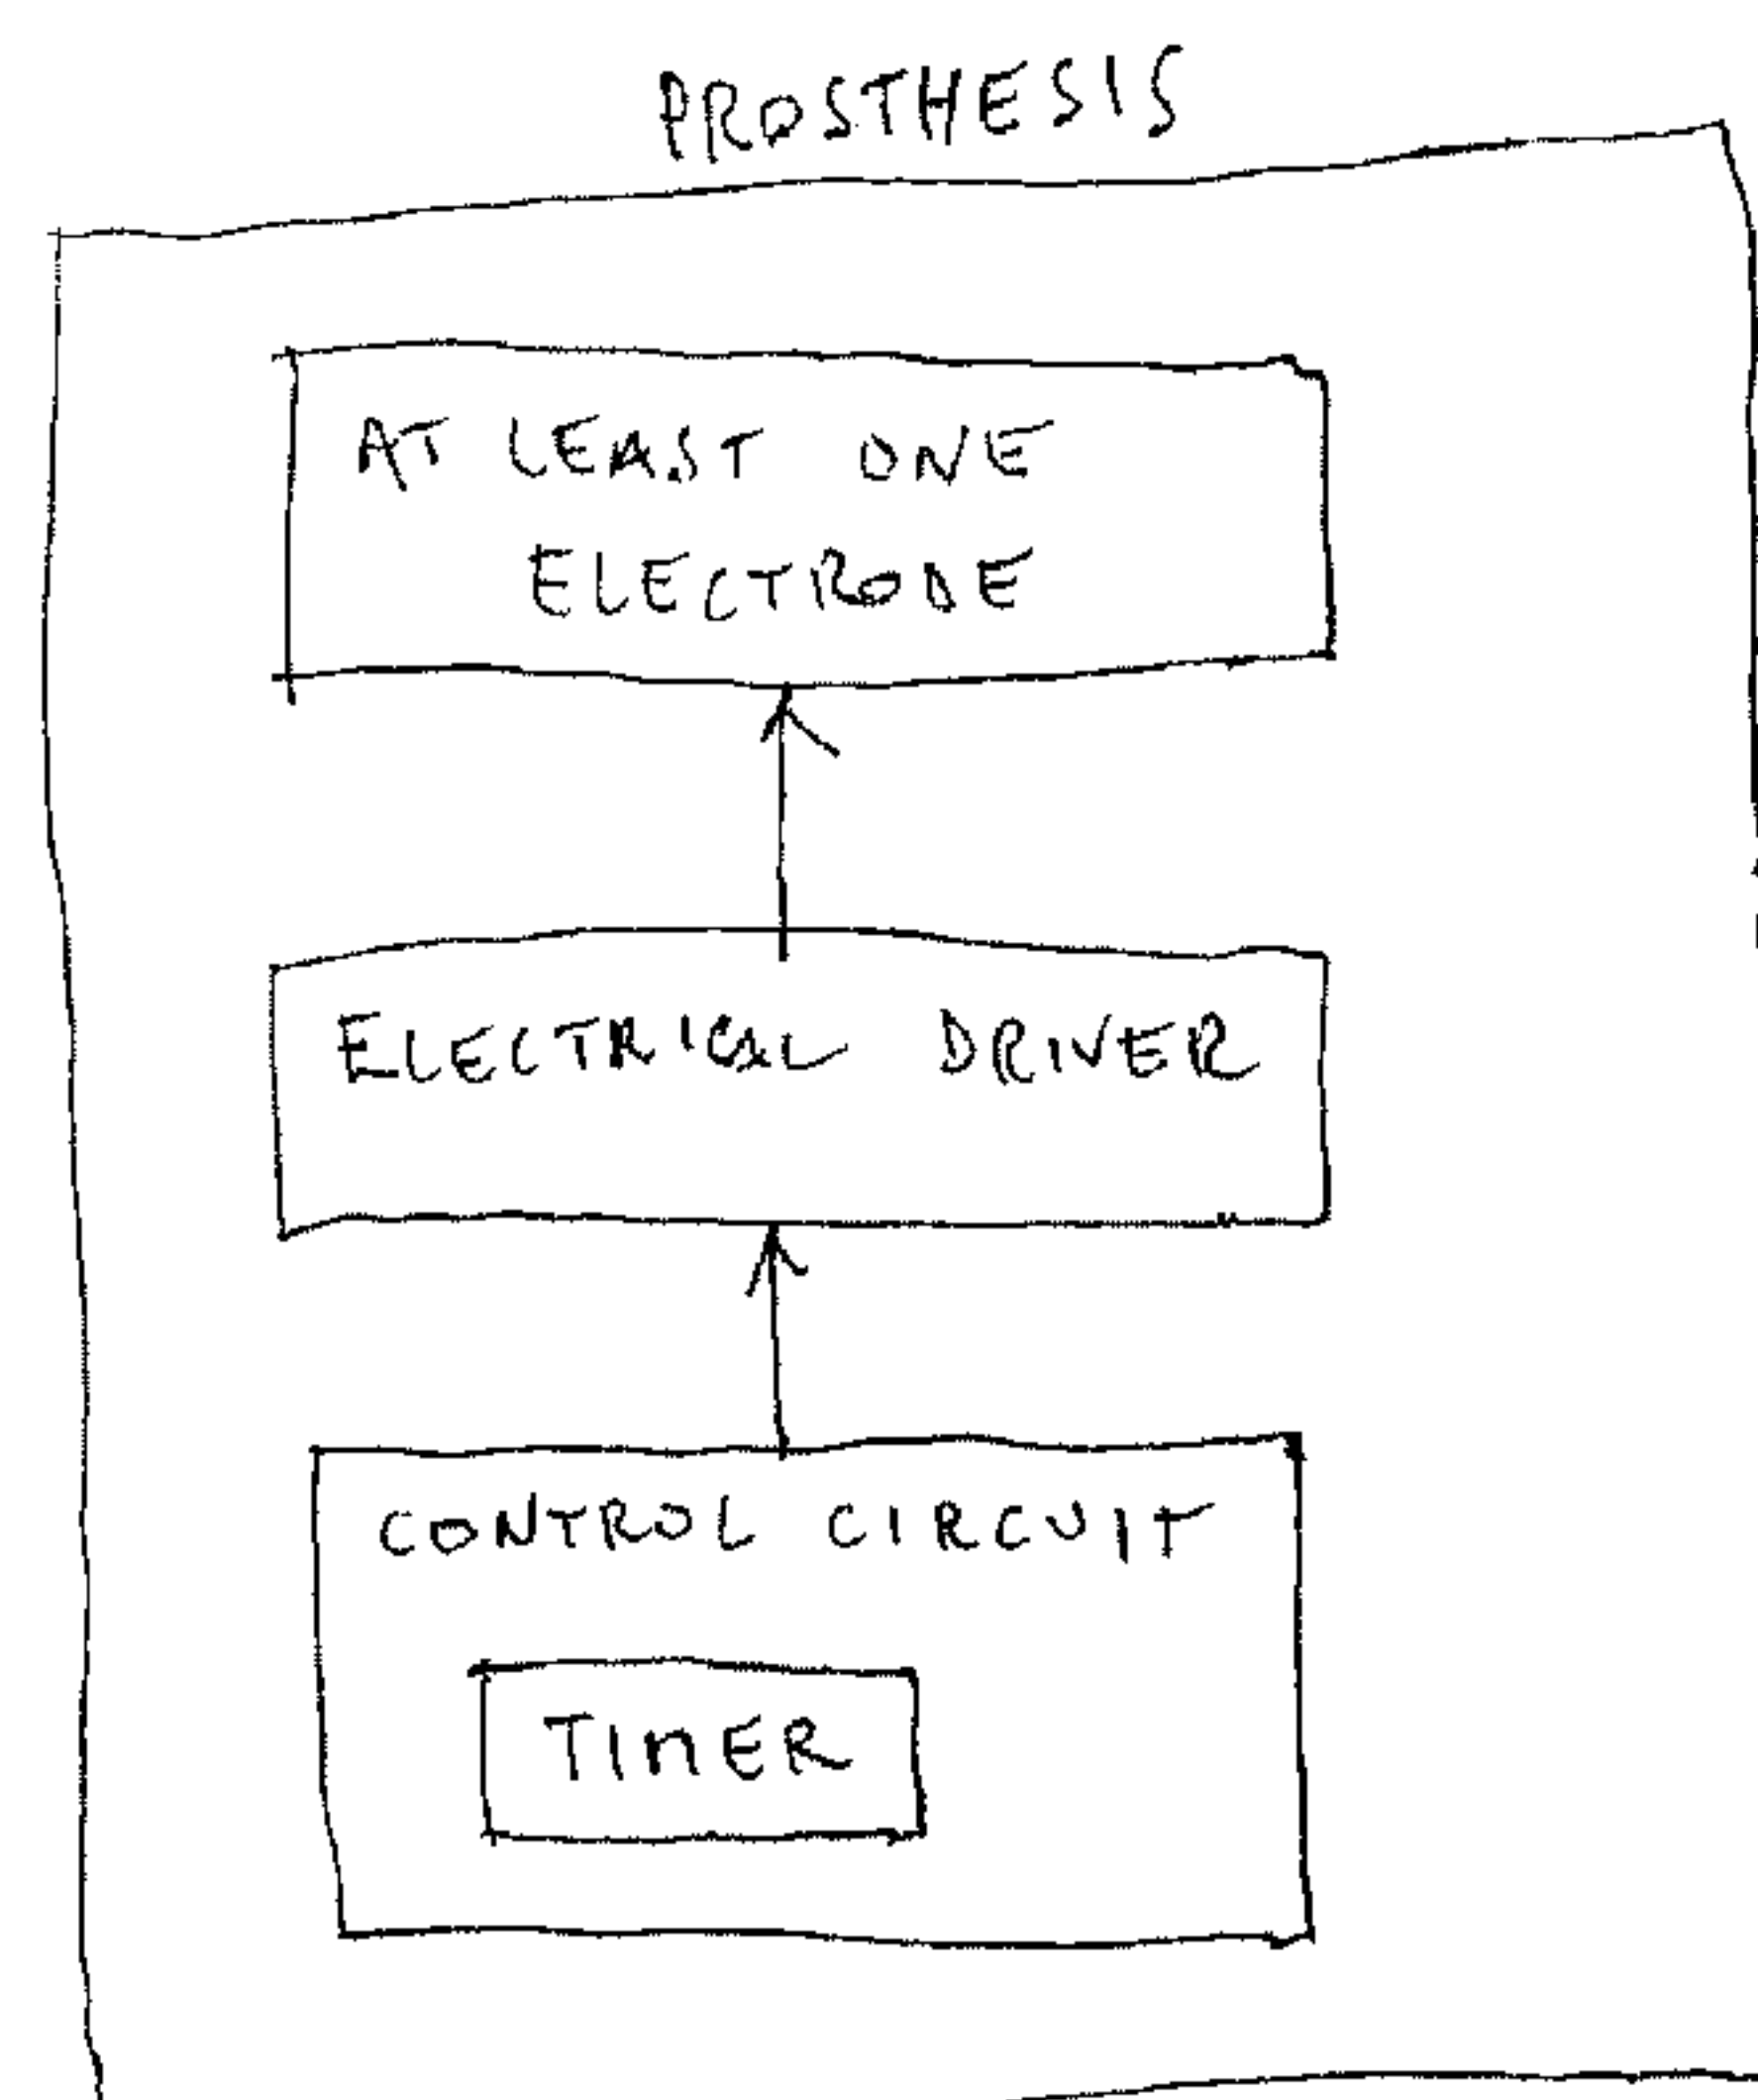 PROSTHESIS
AT LEAST ONE
ELECTRODE
ELECTRICAL DRIVER
CONTROL CIRCUIT
TIMER